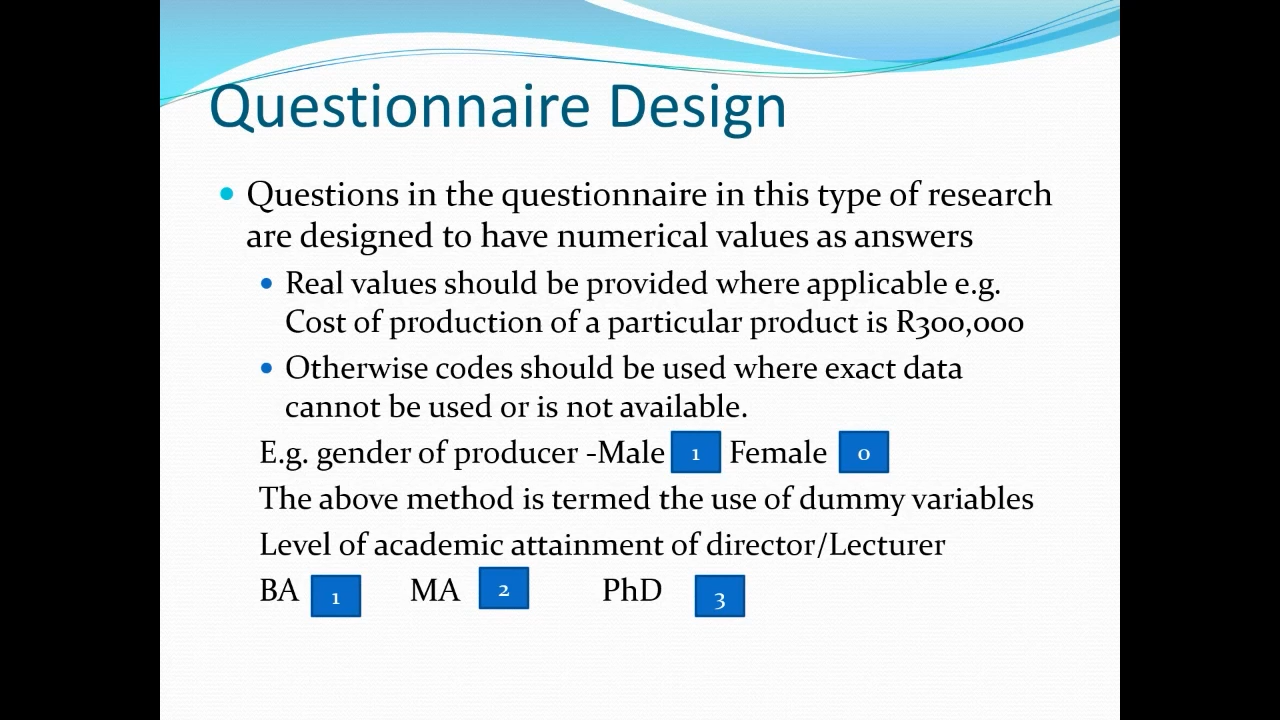 Questionnaire Design
Questions in the questionnaire in this type of research
are designed to have numerical values as answers
Real values should be provided where applicable e.g.
Cost of production of a particular product is R300,000
Otherwise codes should be used where exact data
cannot be used or is not available.
E.g. gender of producer -Male 1 Female 0
The above method is termed the use of dummy variables
Level of academic attainment of director/Lecturer
BA 1 MA 2 PhD 3